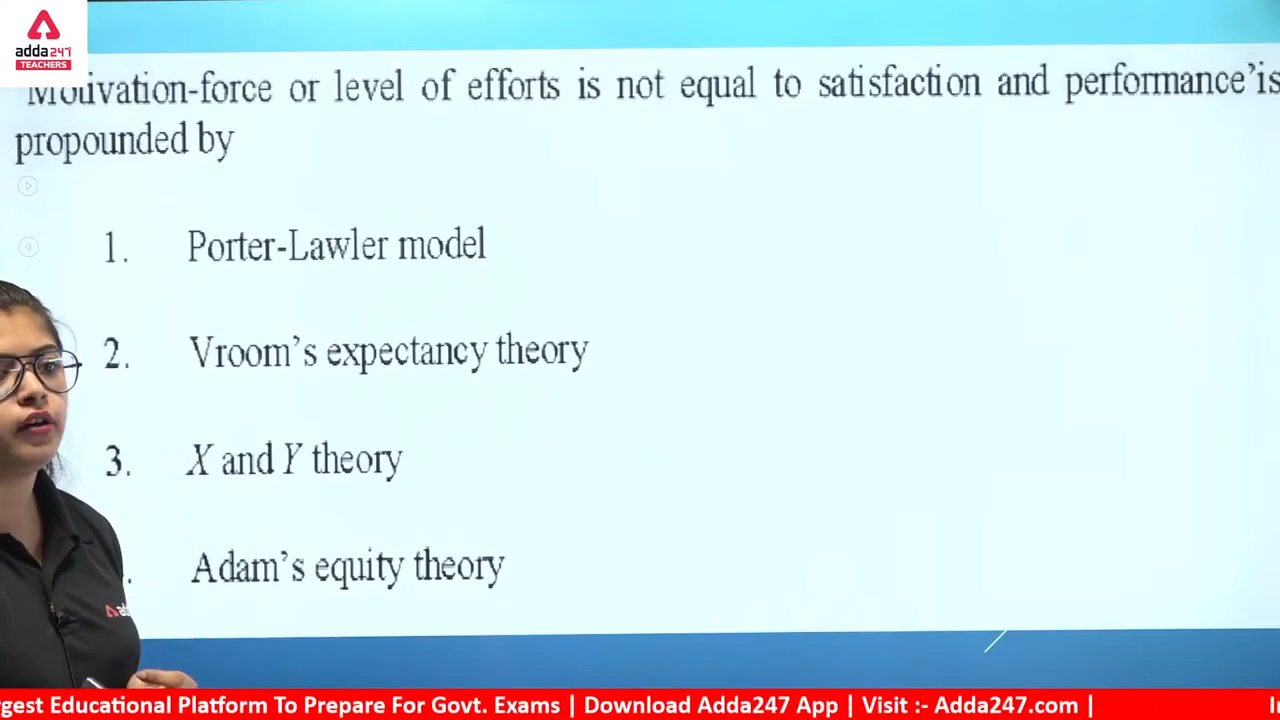 adda247
TEACHERS
Motivation-force or level of efforts is not equal to satisfaction and performance'is
propounded by
1. Porter-Lawler model
2. Vroom's expectancy theory
3. X and Y theory
. Adam's equity theory
rgest Educational Platform To Prepare For Govt. Exams | Download Adda247 App | Visit :- Adda247.com |